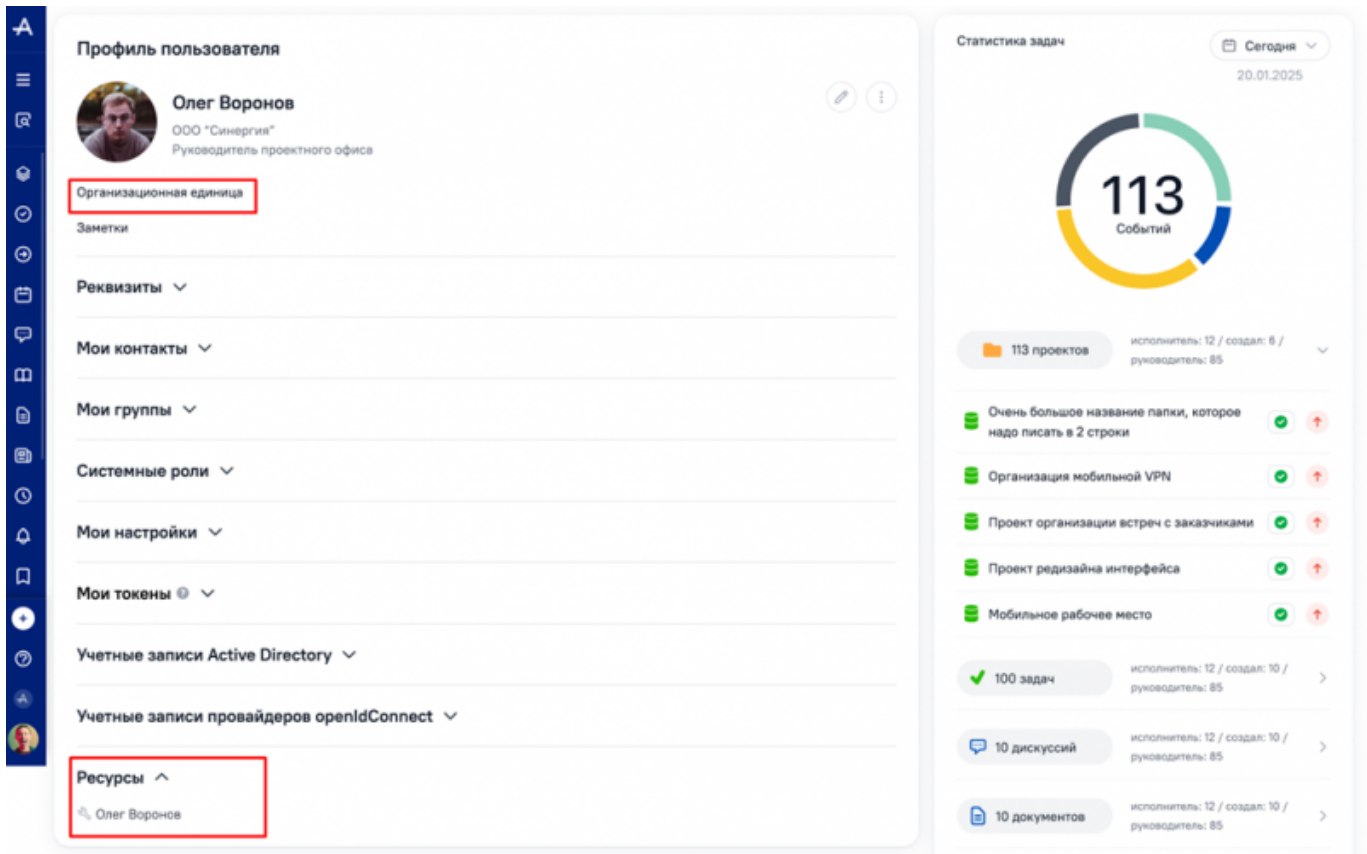 Профиль пользователя
Олег Воронов
ООО "Синергия"
Руководитель проектного офиса
Организационная единица
Заметки
Реквизиты
Мои контакты
Мои группы
Системные роли
Мои настройки
Мои токены
Учетные записи Active Directory
Учетные записи провайдеров openIdConnect
Ресурсы
Олег Воронов
Статистика задач
Сегодня
20.01.2025
113
Событий
113 проектов
исполнитель: 12 / создал: 6 /
руководитель: 85
Очень большое название папки, которое
надо писать в 2 строки
Организация мобильной VPN
Проект организации встреч с заказчиками
Проект редизайна интерфейса
Мобильное рабочее место
100 задач
исполнитель: 12 / создал: 10 /
руководитель: 85
10 дискуссий
исполнитель: 12 / создал: 10 /
руководитель: 85
10 документов
исполнитель: 12 / создал: 10 /
руководитель: 85